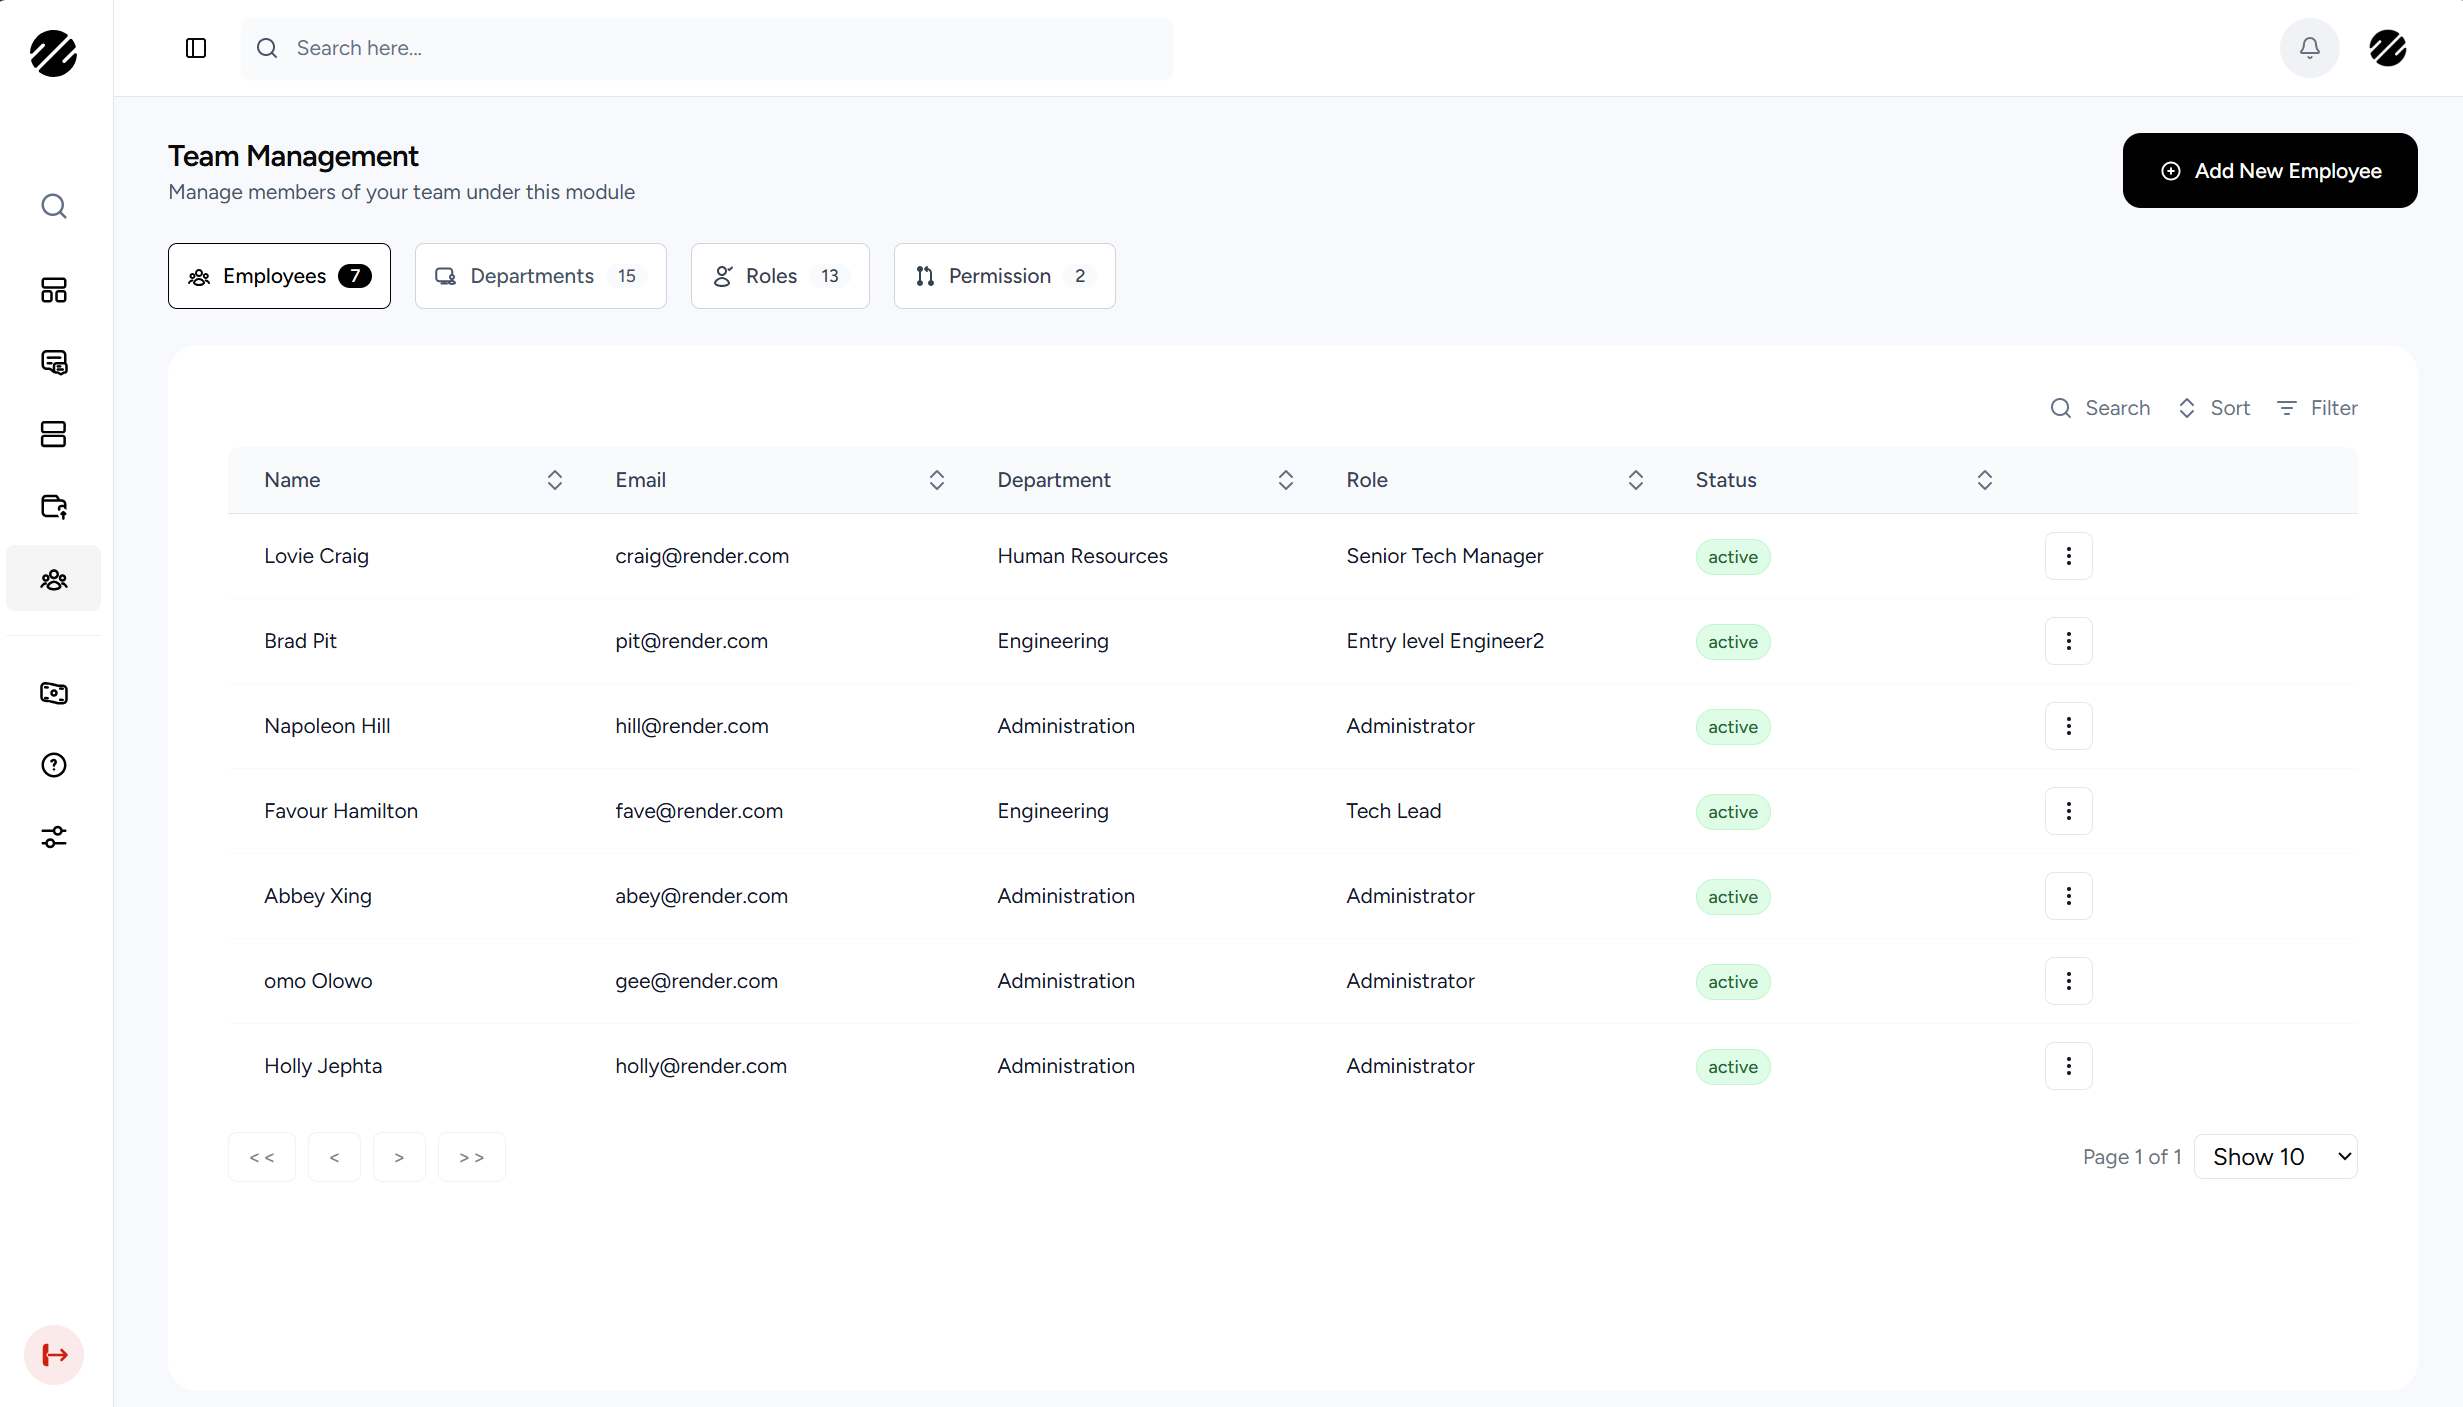 Search here...
Team Management
Manage members of your team under this module
Add New Employee
Employees 7
Departments 15
Roles 13
Permission 2
Search Sort Filter
Name Email Department Role Status
Lovie Craig craig@render.com Human Resources Senior Tech Manager active
Brad Pit pit@render.com Engineering Entry level Engineer2 active
Napoleon Hill hill@render.com Administration Administrator active
Favour Hamilton fave@render.com Engineering Tech Lead active
Abbey Xing abey@render.com Administration Administrator active
omo Olowo gee@render.com Administration Administrator active
Holly Jephta holly@render.com Administration Administrator active
<< < > >> Page 1 of 1 Show 10